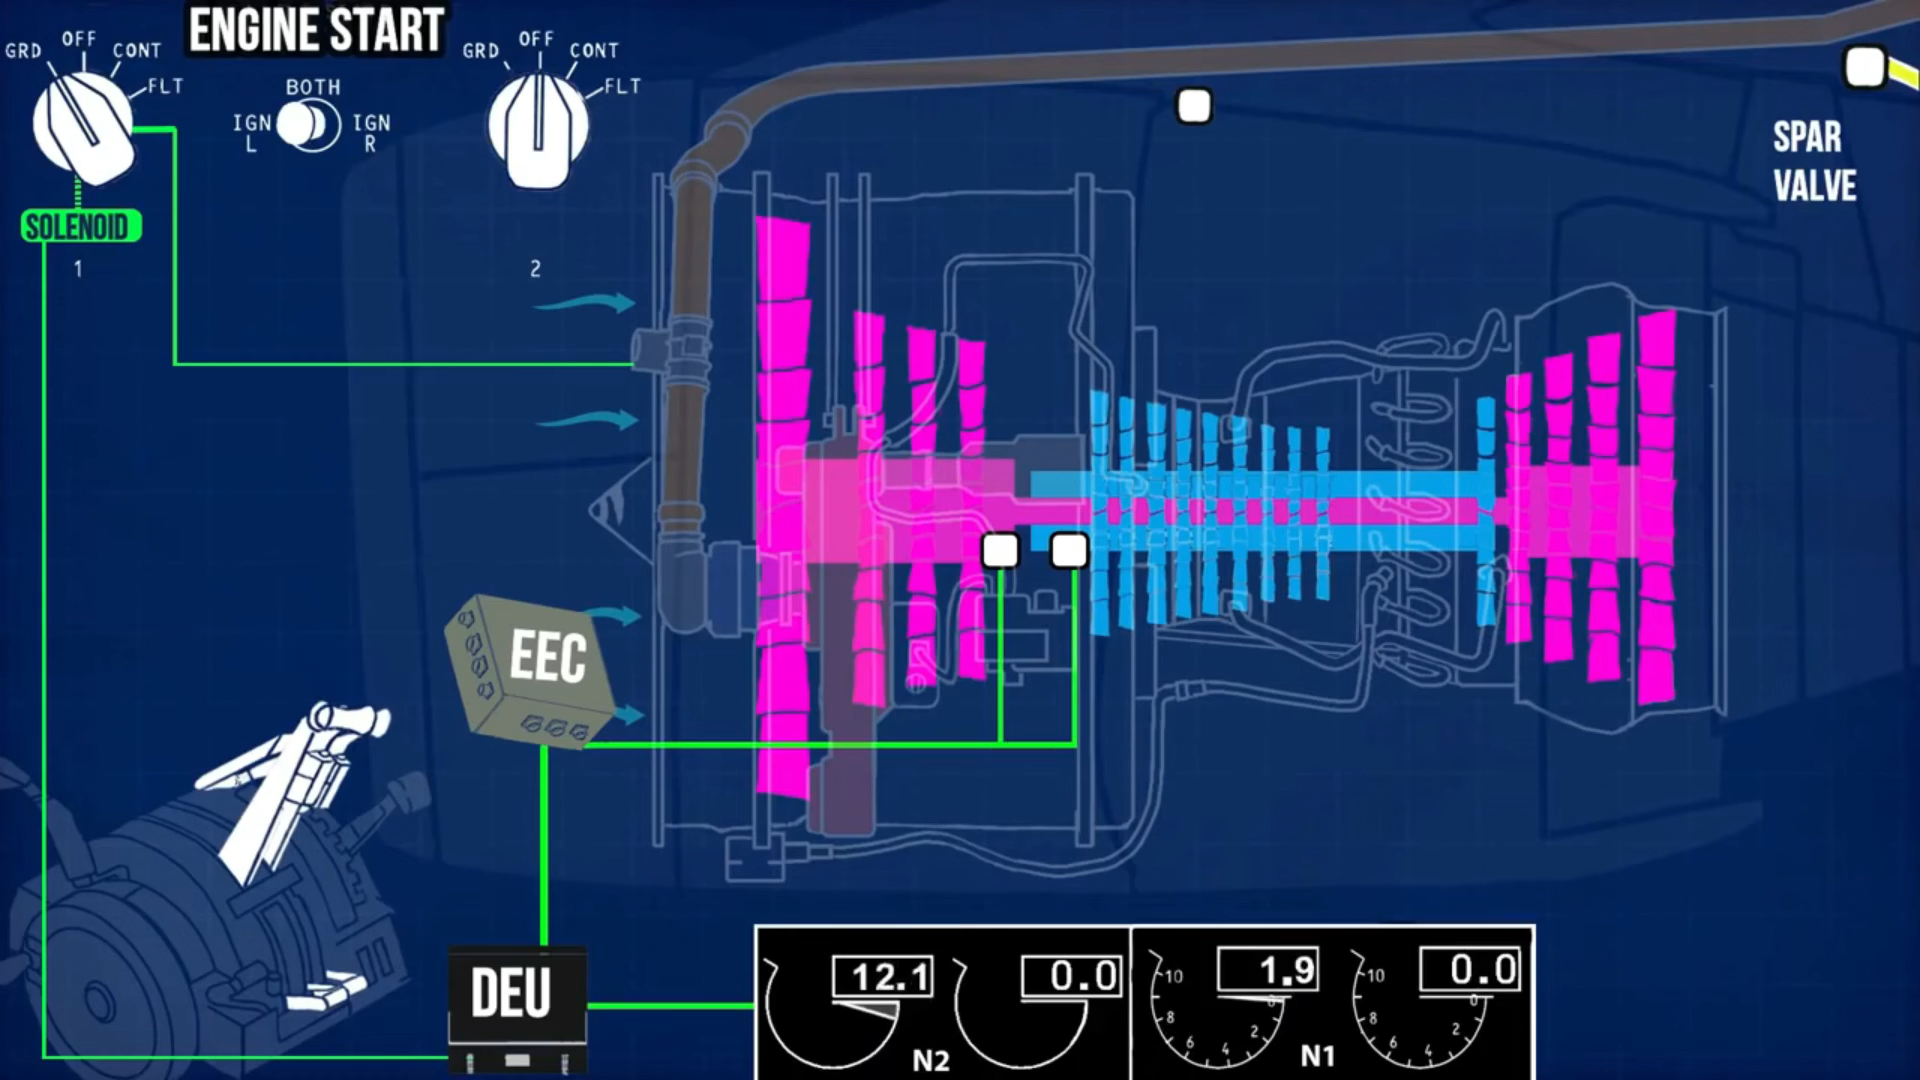 ENGINE START
GRD OFF CONT FLT
BOTH
IGN L
IGN R
GRD OFF CONT FLT
SOLENOID
1
2
SPAR
VALVE
EEC
DEU
12.1
0.0
N2
1.9
10
8
6
4
2
0
N1
0.0
10
8
6
4
2
0